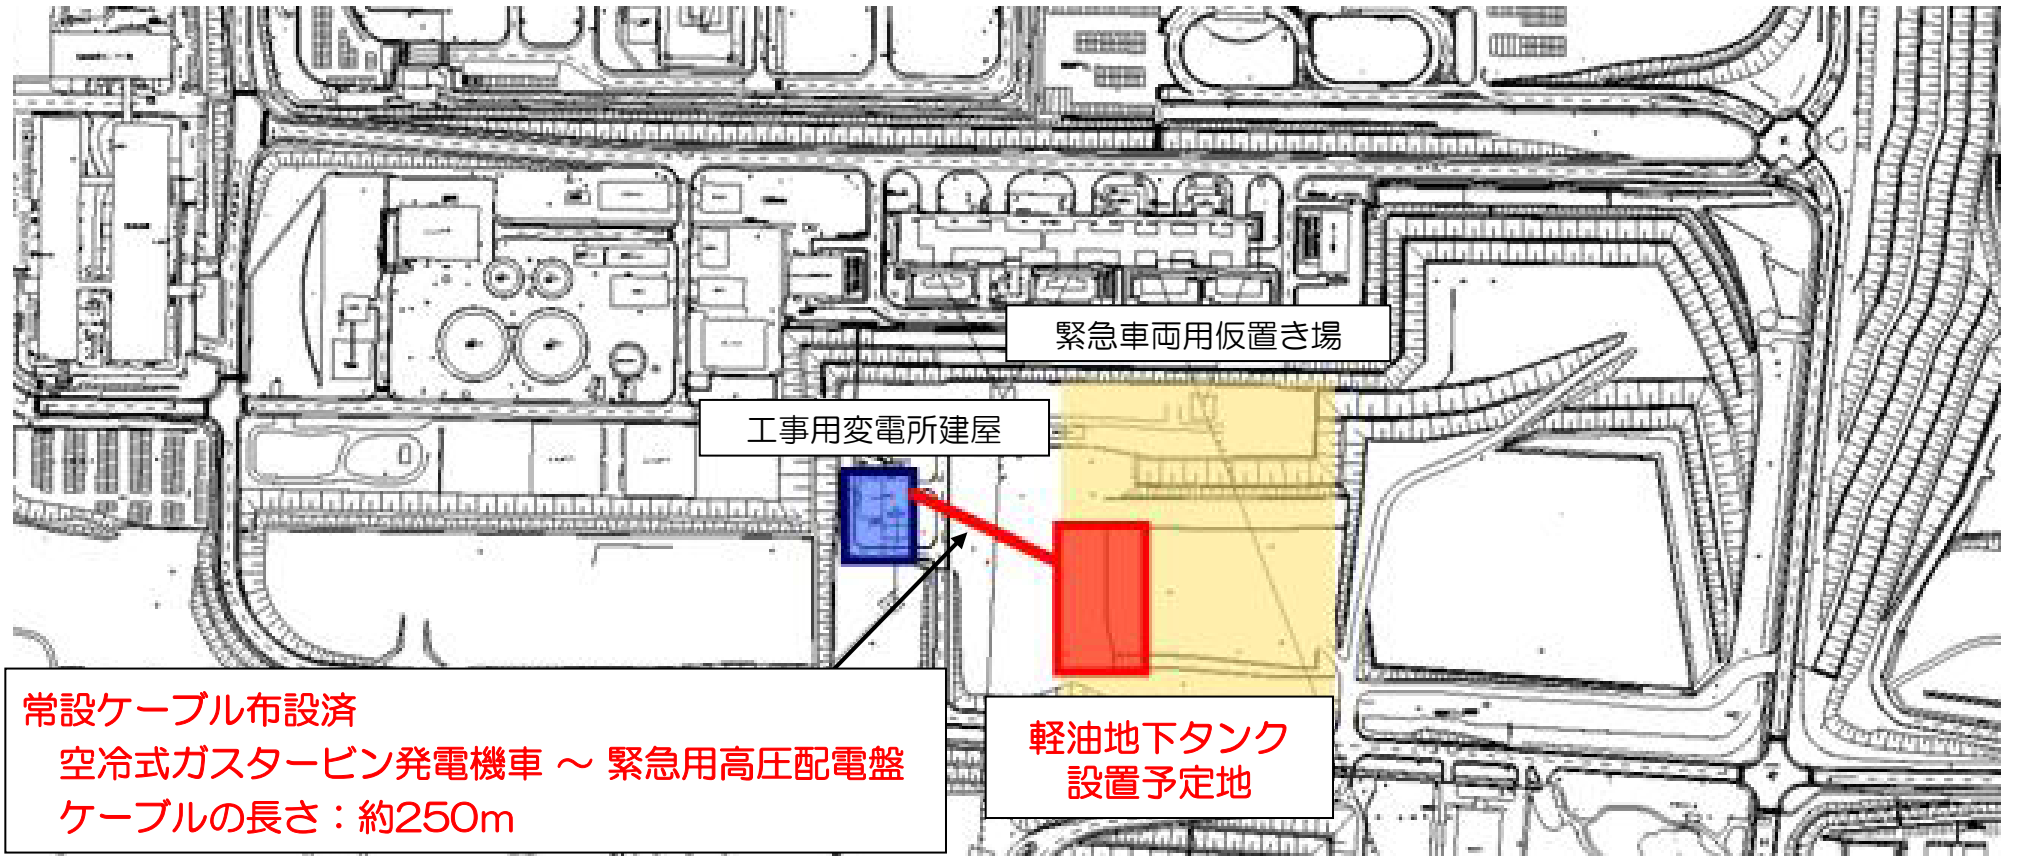 緊急車両用仮置き場
工事用変電所建屋
常設ケーブル布設済
空冷式ガスタービン発電機車 ～ 緊急用高圧配電盤
ケーブルの長さ：約250m
軽油地下タンク
設置予定地